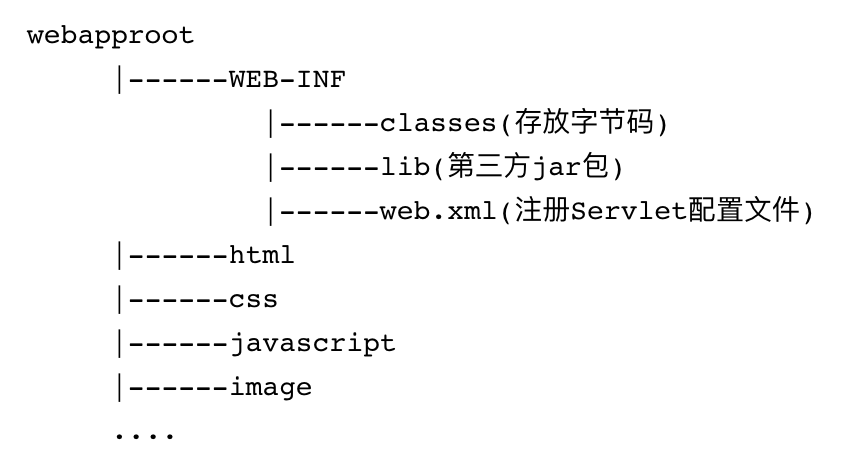 webapproot
|------WEB-INF
|------classes(存放字节码)
|------lib(第三方jar包)
|------web.xml(注册Servlet配置文件)
|------html
|------css
|------javascript
|------image
....